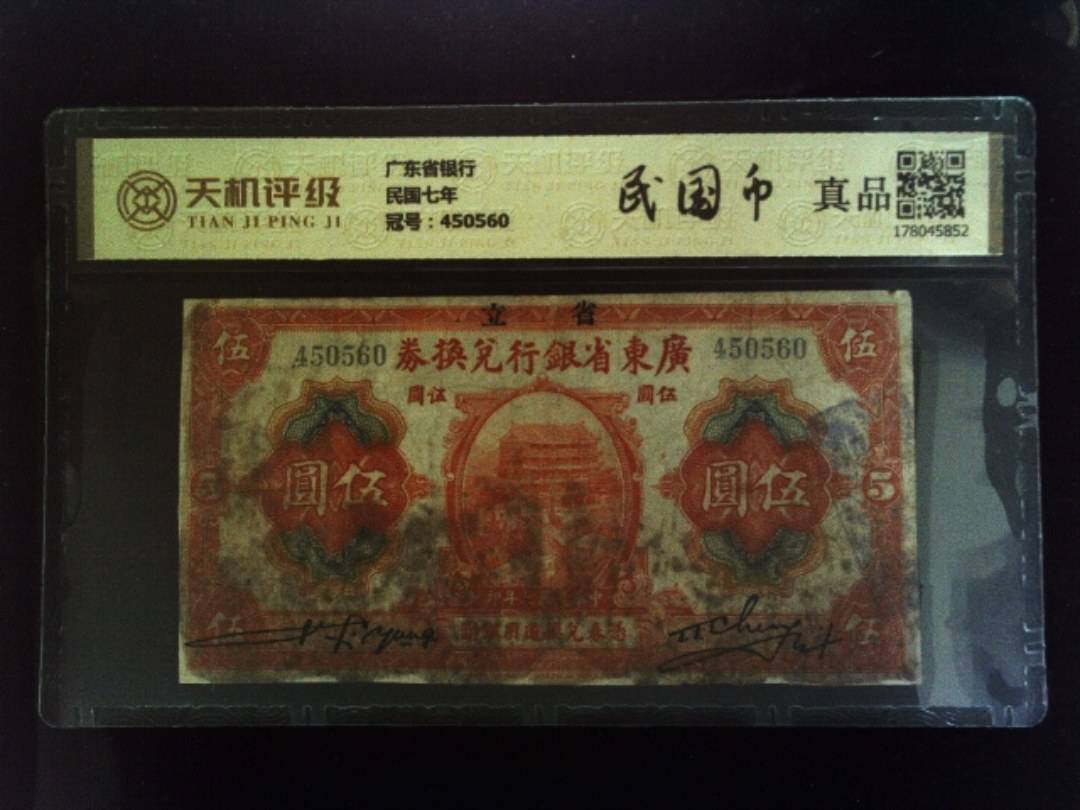 天机评级
TIAN JI PING JI
广东省银行
民国七年
冠号：450560
民国币
真品
178045852
立 省
伍
450560
券換兌行銀省東廣
450560
伍
圓伍
圓伍
圓伍
圓伍
5
5
伍
伍